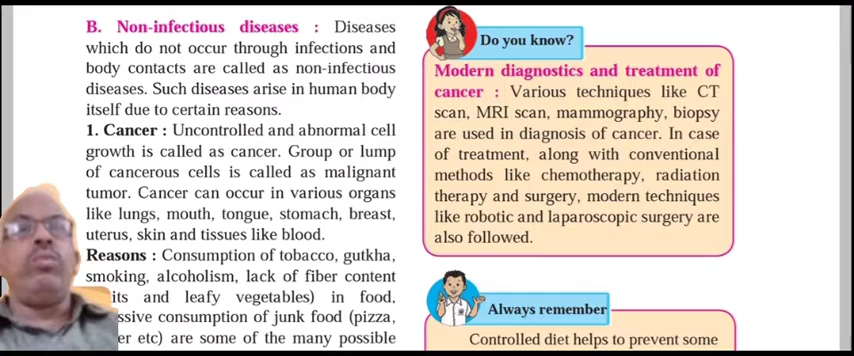 B. Non-infectious diseases : Diseases
which do not occur through infections and
body contacts are called as non-infectious
diseases. Such diseases arise in human body
itself due to certain reasons.
1. Cancer : Uncontrolled and abnormal cell
growth is called as cancer. Group or lump
of cancerous cells is called as malignant
tumor. Cancer can occur in various organs
like lungs, mouth, tongue, stomach, breast,
uterus, skin and tissues like blood.
Reasons : Consumption of tobacco, gutkha,
smoking, alcoholism, lack of fiber content
and leafy vegetables) in food,
consumption of junk food (pizza,
etc) are some of the many possible
Do you know?
Modern diagnostics and treatment of
cancer : Various techniques like CT
scan, MRI scan, mammography, biopsy
are used in diagnosis of cancer. In case
of treatment, along with conventional
methods like chemotherapy, radiation
therapy and surgery, modern techniques
like robotic and laparoscopic surgery are
also followed.
Always remember
Controlled diet helps to prevent some